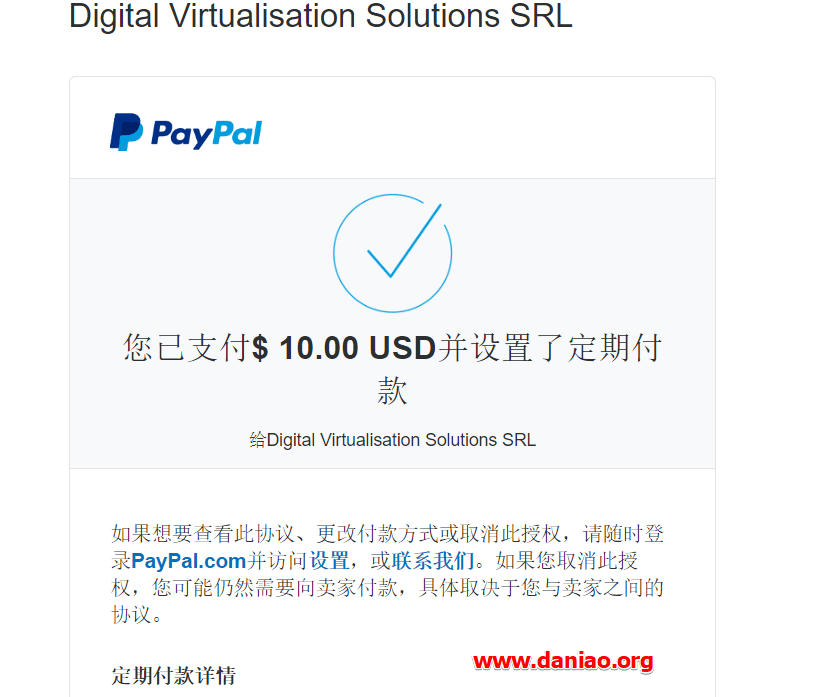 Digital Virtualisation Solutions SRL
PayPal
您已支付$ 10.00 USD并设置了定期付
款
给Digital Virtualisation Solutions SRL
如果想要查看此协议、更改付款方式或取消此授权，请随时登
录PayPal.com并访问设置，或联系我们。如果您取消此授
权，您可能仍然需要向卖家付款，具体取决于您与卖家之间的
协议。
www.daniao.org
定期付款详情